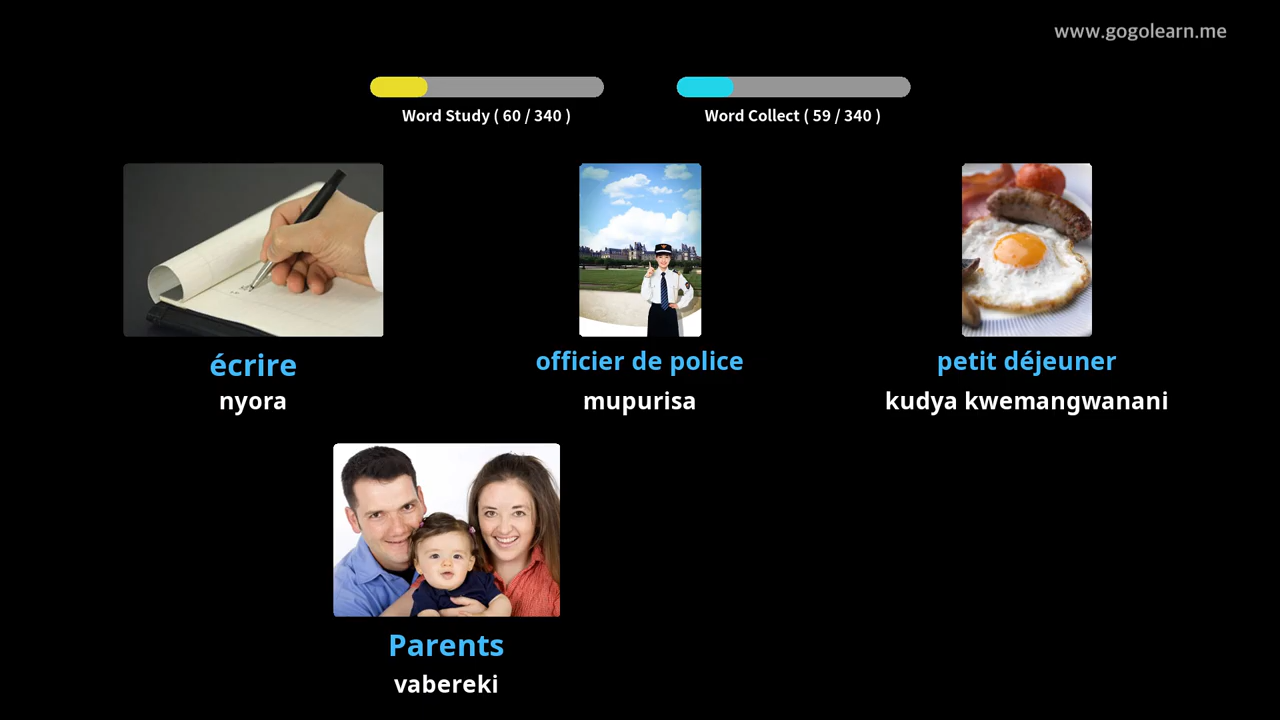 www.gogolearn.me
Word Study ( 60 / 340 )
Word Collect ( 59 / 340 )
écrire
nyora
officier de police
mupurisa
petit déjeuner
kudya kwemangwanani
Parents
vabereki